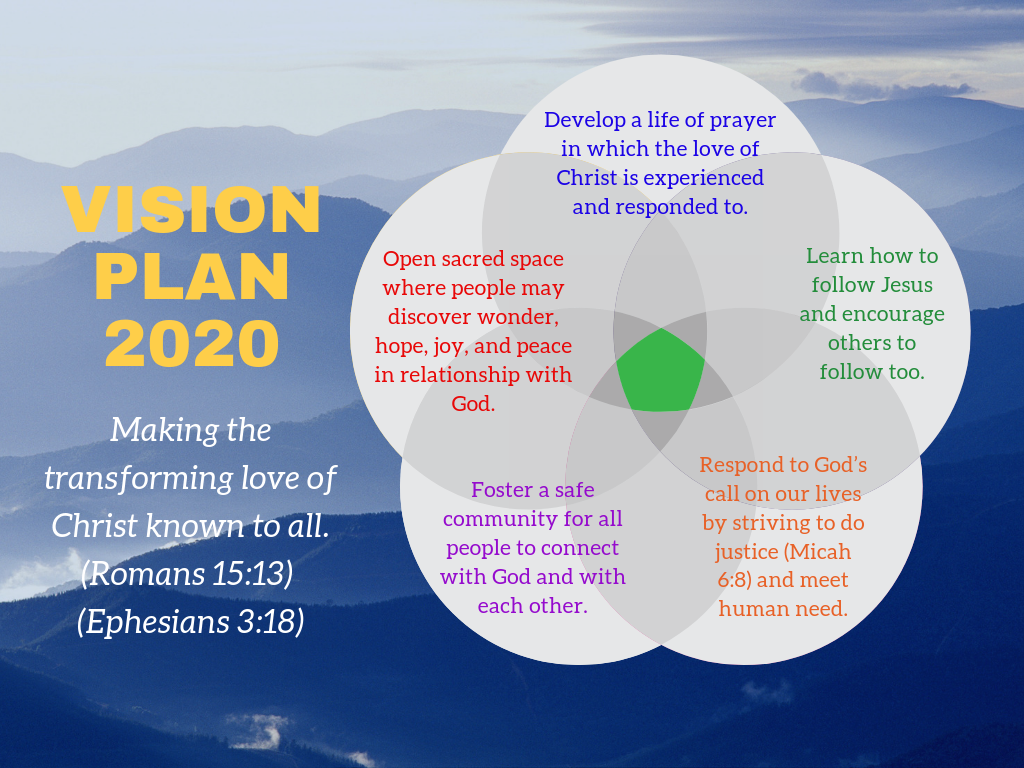 VISION
PLAN
2020
Making the
transforming love of
Christ known to all.
(Romans 15:13)
(Ephesians 3:18)
Develop a life of prayer
in which the love of
Christ is experienced
and responded to.
Open sacred space
where people may
discover wonder,
hope, joy, and peace
in relationship with
God.
Learn how to
follow Jesus
and encourage
others to
follow too.
Foster a safe
community for all
people to connect
with God and with
each other.
Respond to God's
call on our lives
by striving to do
justice (Micah
6:8) and meet
human need.